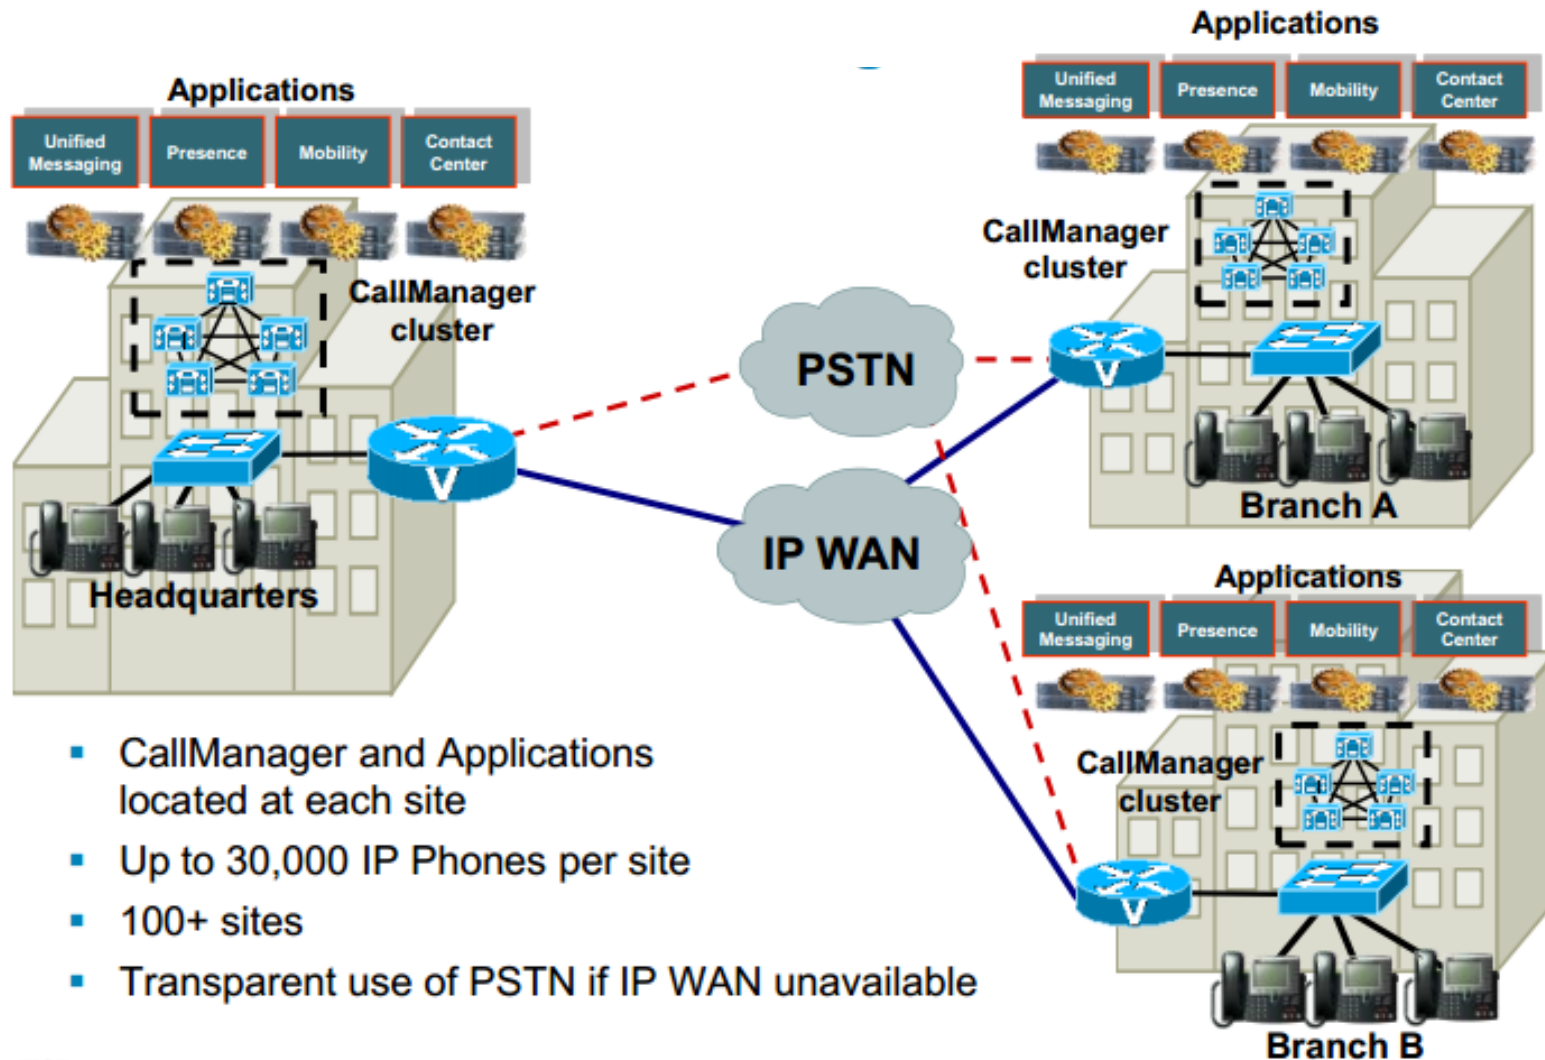 Applications
Unified
Messaging
Presence
Mobility
Contact
Center
CallManager
cluster
V
Headquarters
PSTN
IP WAN
Applications
Unified
Messaging
Presence
Mobility
Contact
Center
CallManager
cluster
V
Branch A
Applications
Unified
Messaging
Presence
Mobility
Contact
Center
CallManager
cluster
V
Branch B
CallManager and Applications
located at each site
Up to 30,000 IP Phones per site
100+ sites
Transparent use of PSTN if IP WAN unavailable